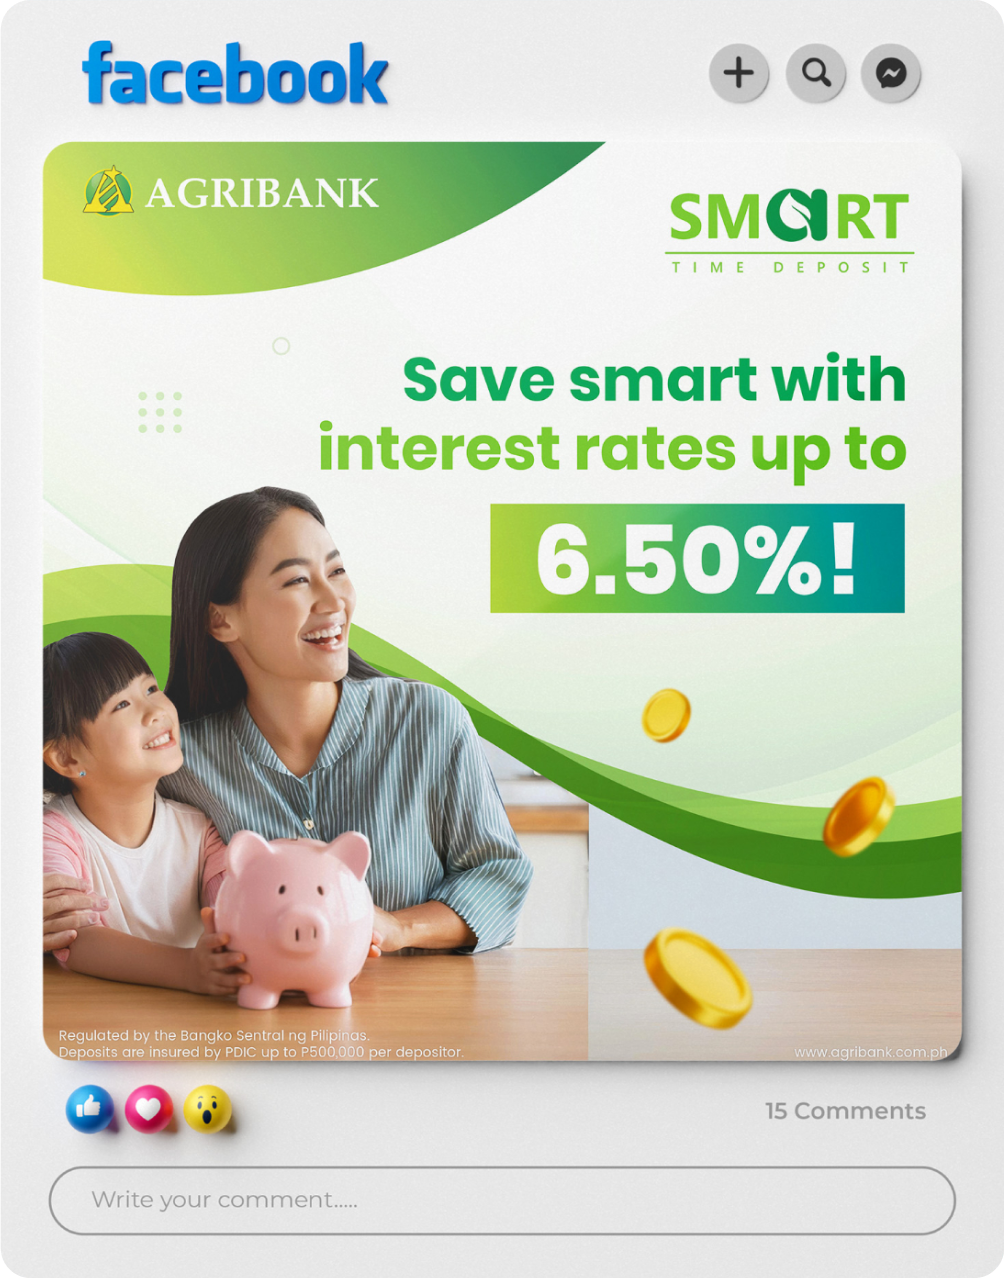 facebook
AGRIBANK
SMART
TIME DEPOSIT
Save smart with
interest rates up to
6.50%!
Regulated by the Bangko Sentral ng Pilipinas.
Deposits are insured by PDIC up to P500,000 per depositor.
www.agribank.com.ph
15 Comments
Write your comment.....